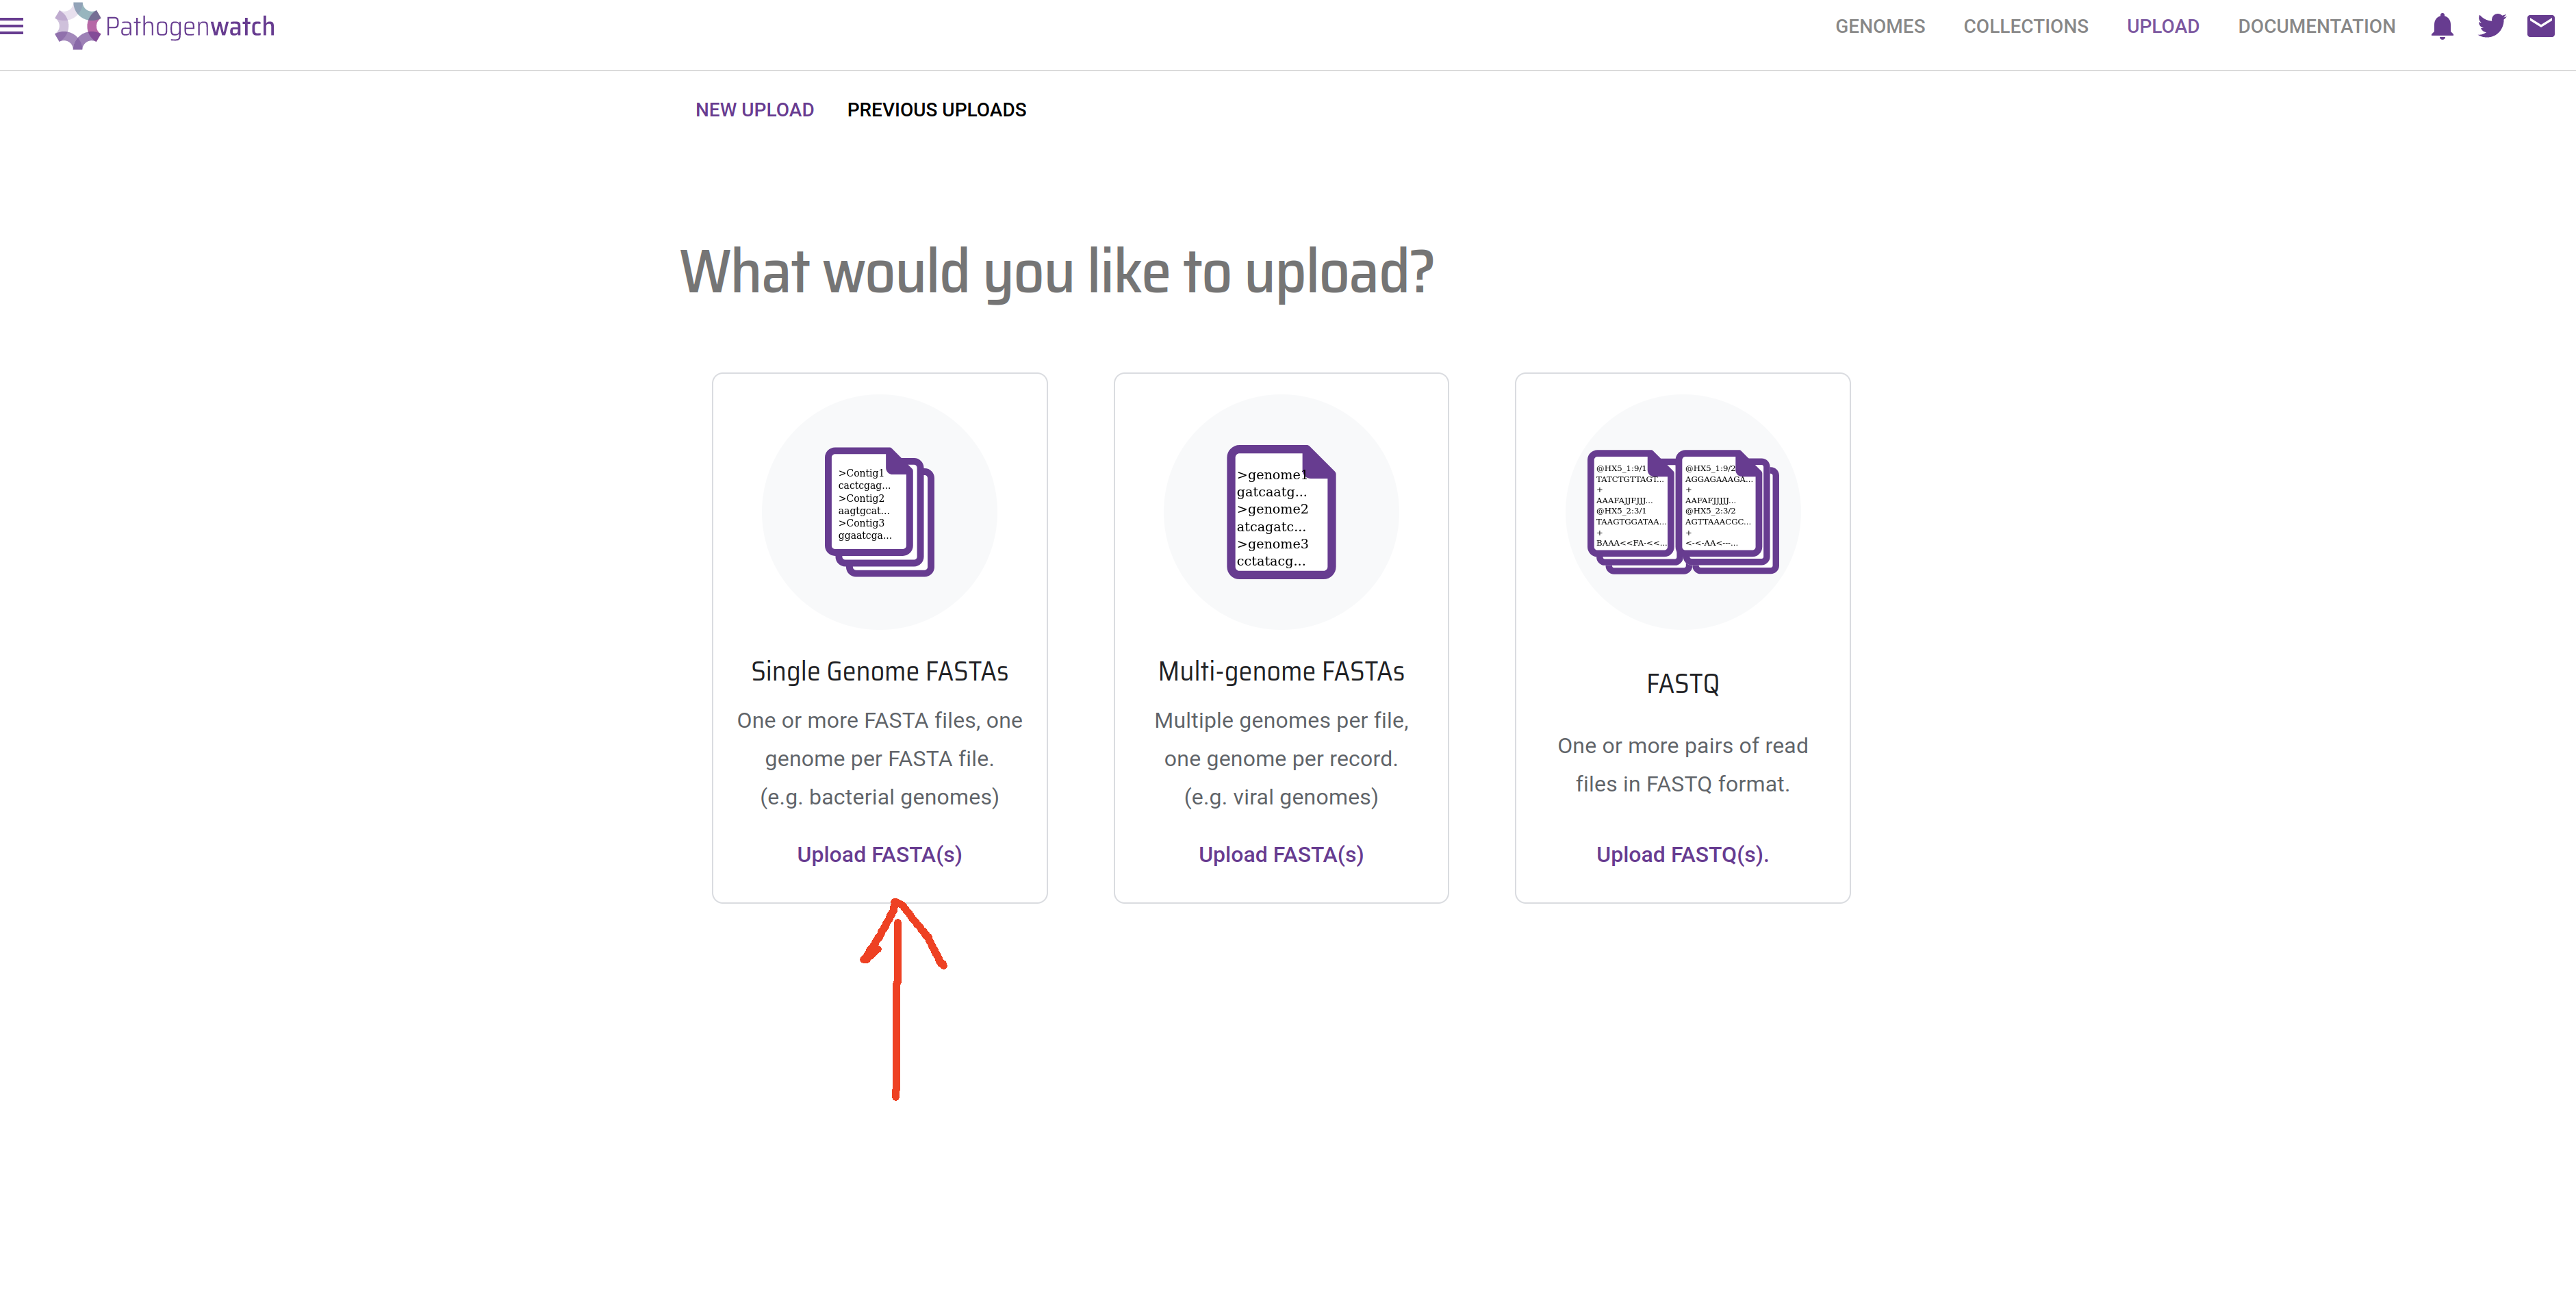 Pathogenwatch
GENOMES COLLECTIONS UPLOAD DOCUMENTATION
NEW UPLOAD PREVIOUS UPLOADS
What would you like to upload?
>Contig1
cactcgag...
>Contig2
aagtgcat...
>Contig3
ggaatcga...
Single Genome FASTAs
One or more FASTA files, one
genome per FASTA file.
(e.g. bacterial genomes)
Upload FASTA(s)
>genome1
gatcaatg...
>genome2
atcagatc...
>genome3
cctatacg...
Multi-genome FASTAs
Multiple genomes per file,
one genome per record.
(e.g. viral genomes)
Upload FASTA(s)
@HX5_1:9/1
TATCTGTTAGT...
+
AAAFAJJFJJJ...
@HX5_2:3/1
TAAGTGGATAA...
+
BAAA<<FA-<<...
@HX5_1:9/2
AGGAGAAAGA...
+
AAFAFJJJJJ...
@HX5_2:3/2
AGTTAAACGC...
+
<-<-AA<---...
FASTQ
One or more pairs of read
files in FASTQ format.
Upload FASTQ(s).